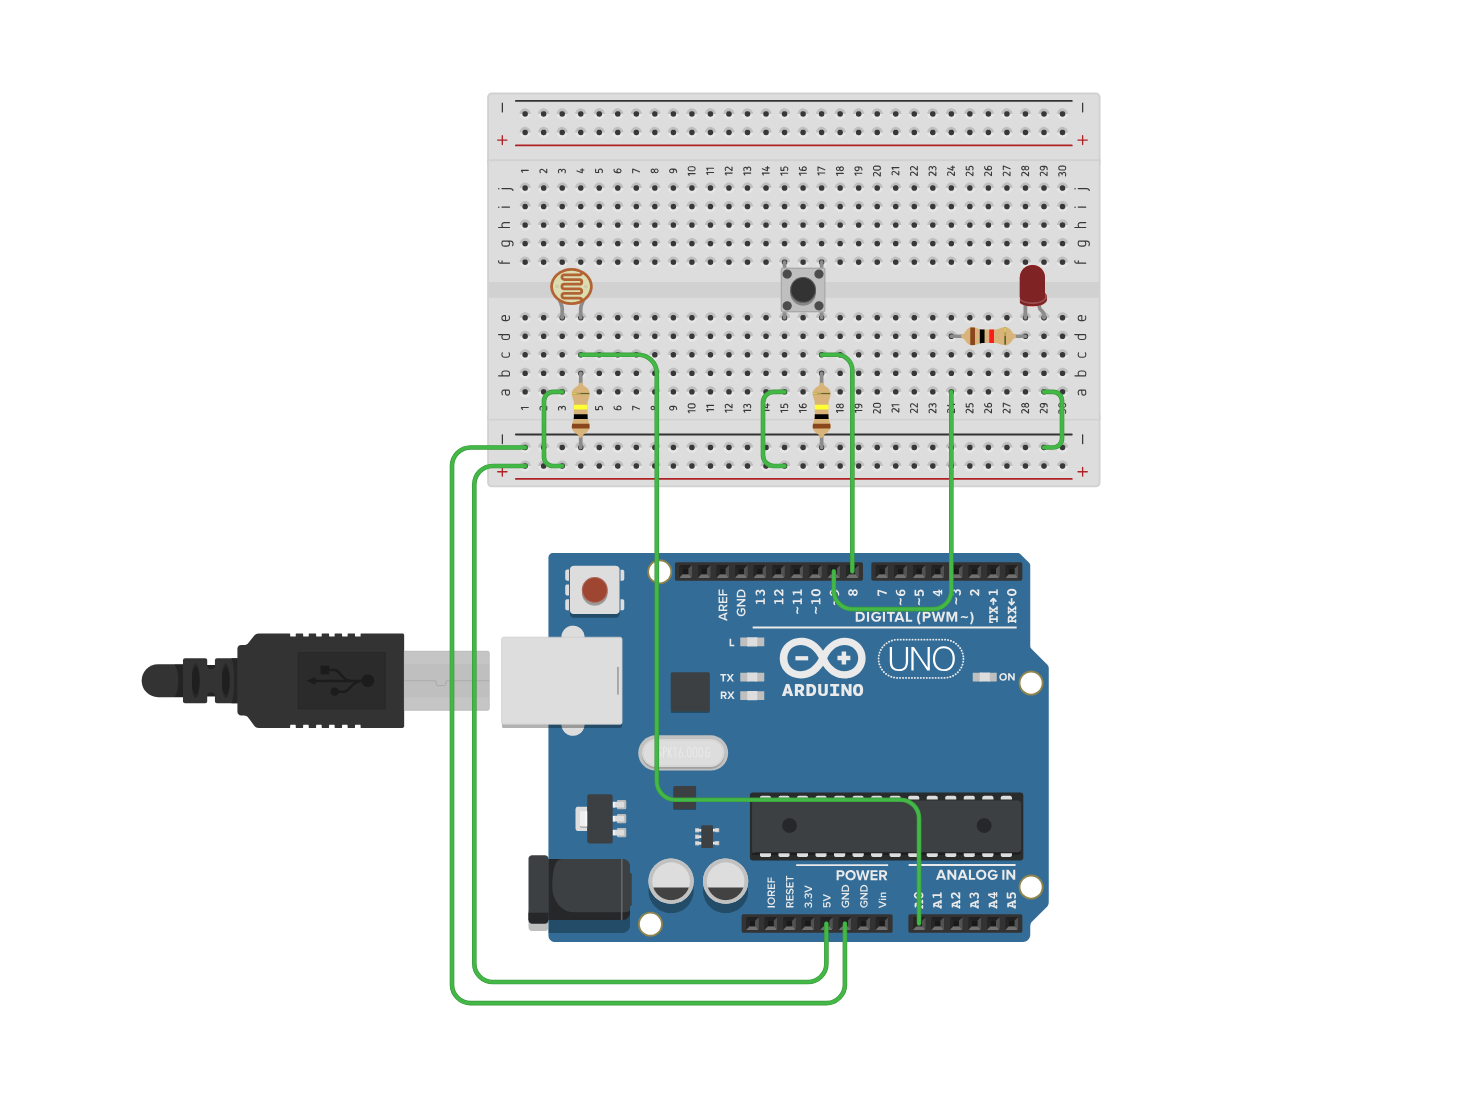 − −
+ +
1 2 3 4 5 6 7 8 9 10 11 12 13 14 15 16 17 18 19 20 21 22 23 24 25 26 27 28 29 30
j j
i i
h h
g g
f f
e e
d d
c c
b b
a a
1 2 3 4 5 6 7 8 9 10 11 12 13 14 15 16 17 18 19 20 21 22 23 24 25 26 27 28 29 30
− −
+ +
AREF GND 13 12 ~11 ~10 ~9 8 7 ~6 ~5 4 ~3 2 TX→1 RX←0
DIGITAL (PWM ~)
L
TX
RX
UNO
ON
ARDUINO
POWER ANALOG IN
IOREF RESET 3.3V 5V GND GND Vin A0 A1 A2 A3 A4 A5